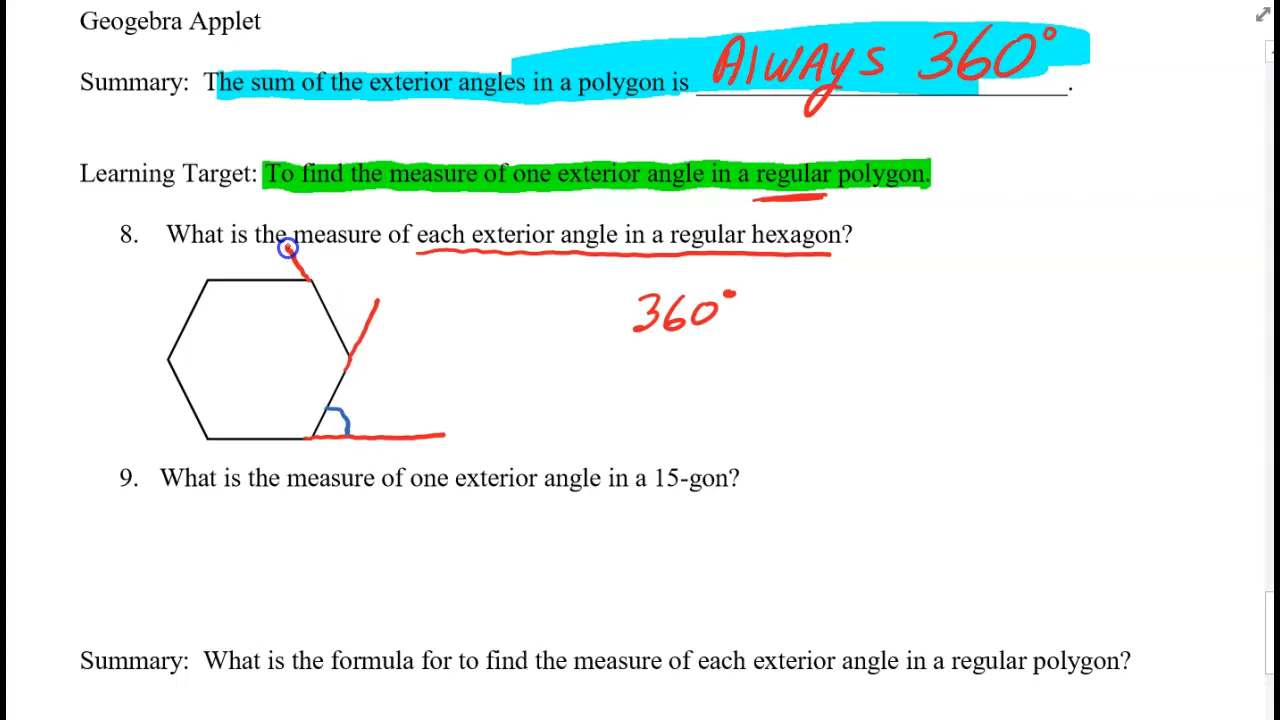 Geogebra Applet
Summary: The sum of the exterior angles in a polygon is Always 360°.
Learning Target: To find the measure of one exterior angle in a regular polygon.
8. What is the measure of each exterior angle in a regular hexagon?
360°
9. What is the measure of one exterior angle in a 15-gon?
Summary: What is the formula for to find the measure of each exterior angle in a regular polygon?